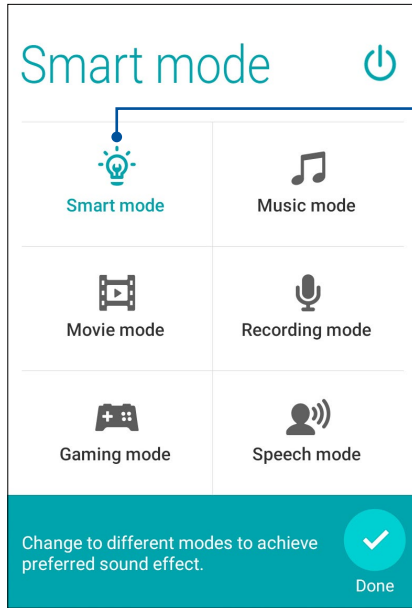 Smart mode
Smart mode
Music mode
Movie mode
Recording mode
Gaming mode
Speech mode
Change to different modes to achieve
preferred sound effect.
Done